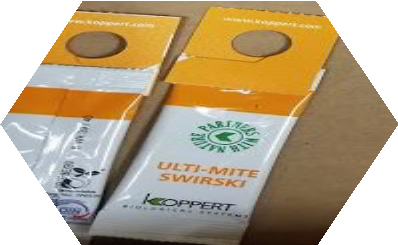 www.koppert.com
www.koppert.com
PARTNERS WITH NATURE
ULTI-MITE
SWIRSKI
KOPPERT
BIOLOGICAL SYSTEMS